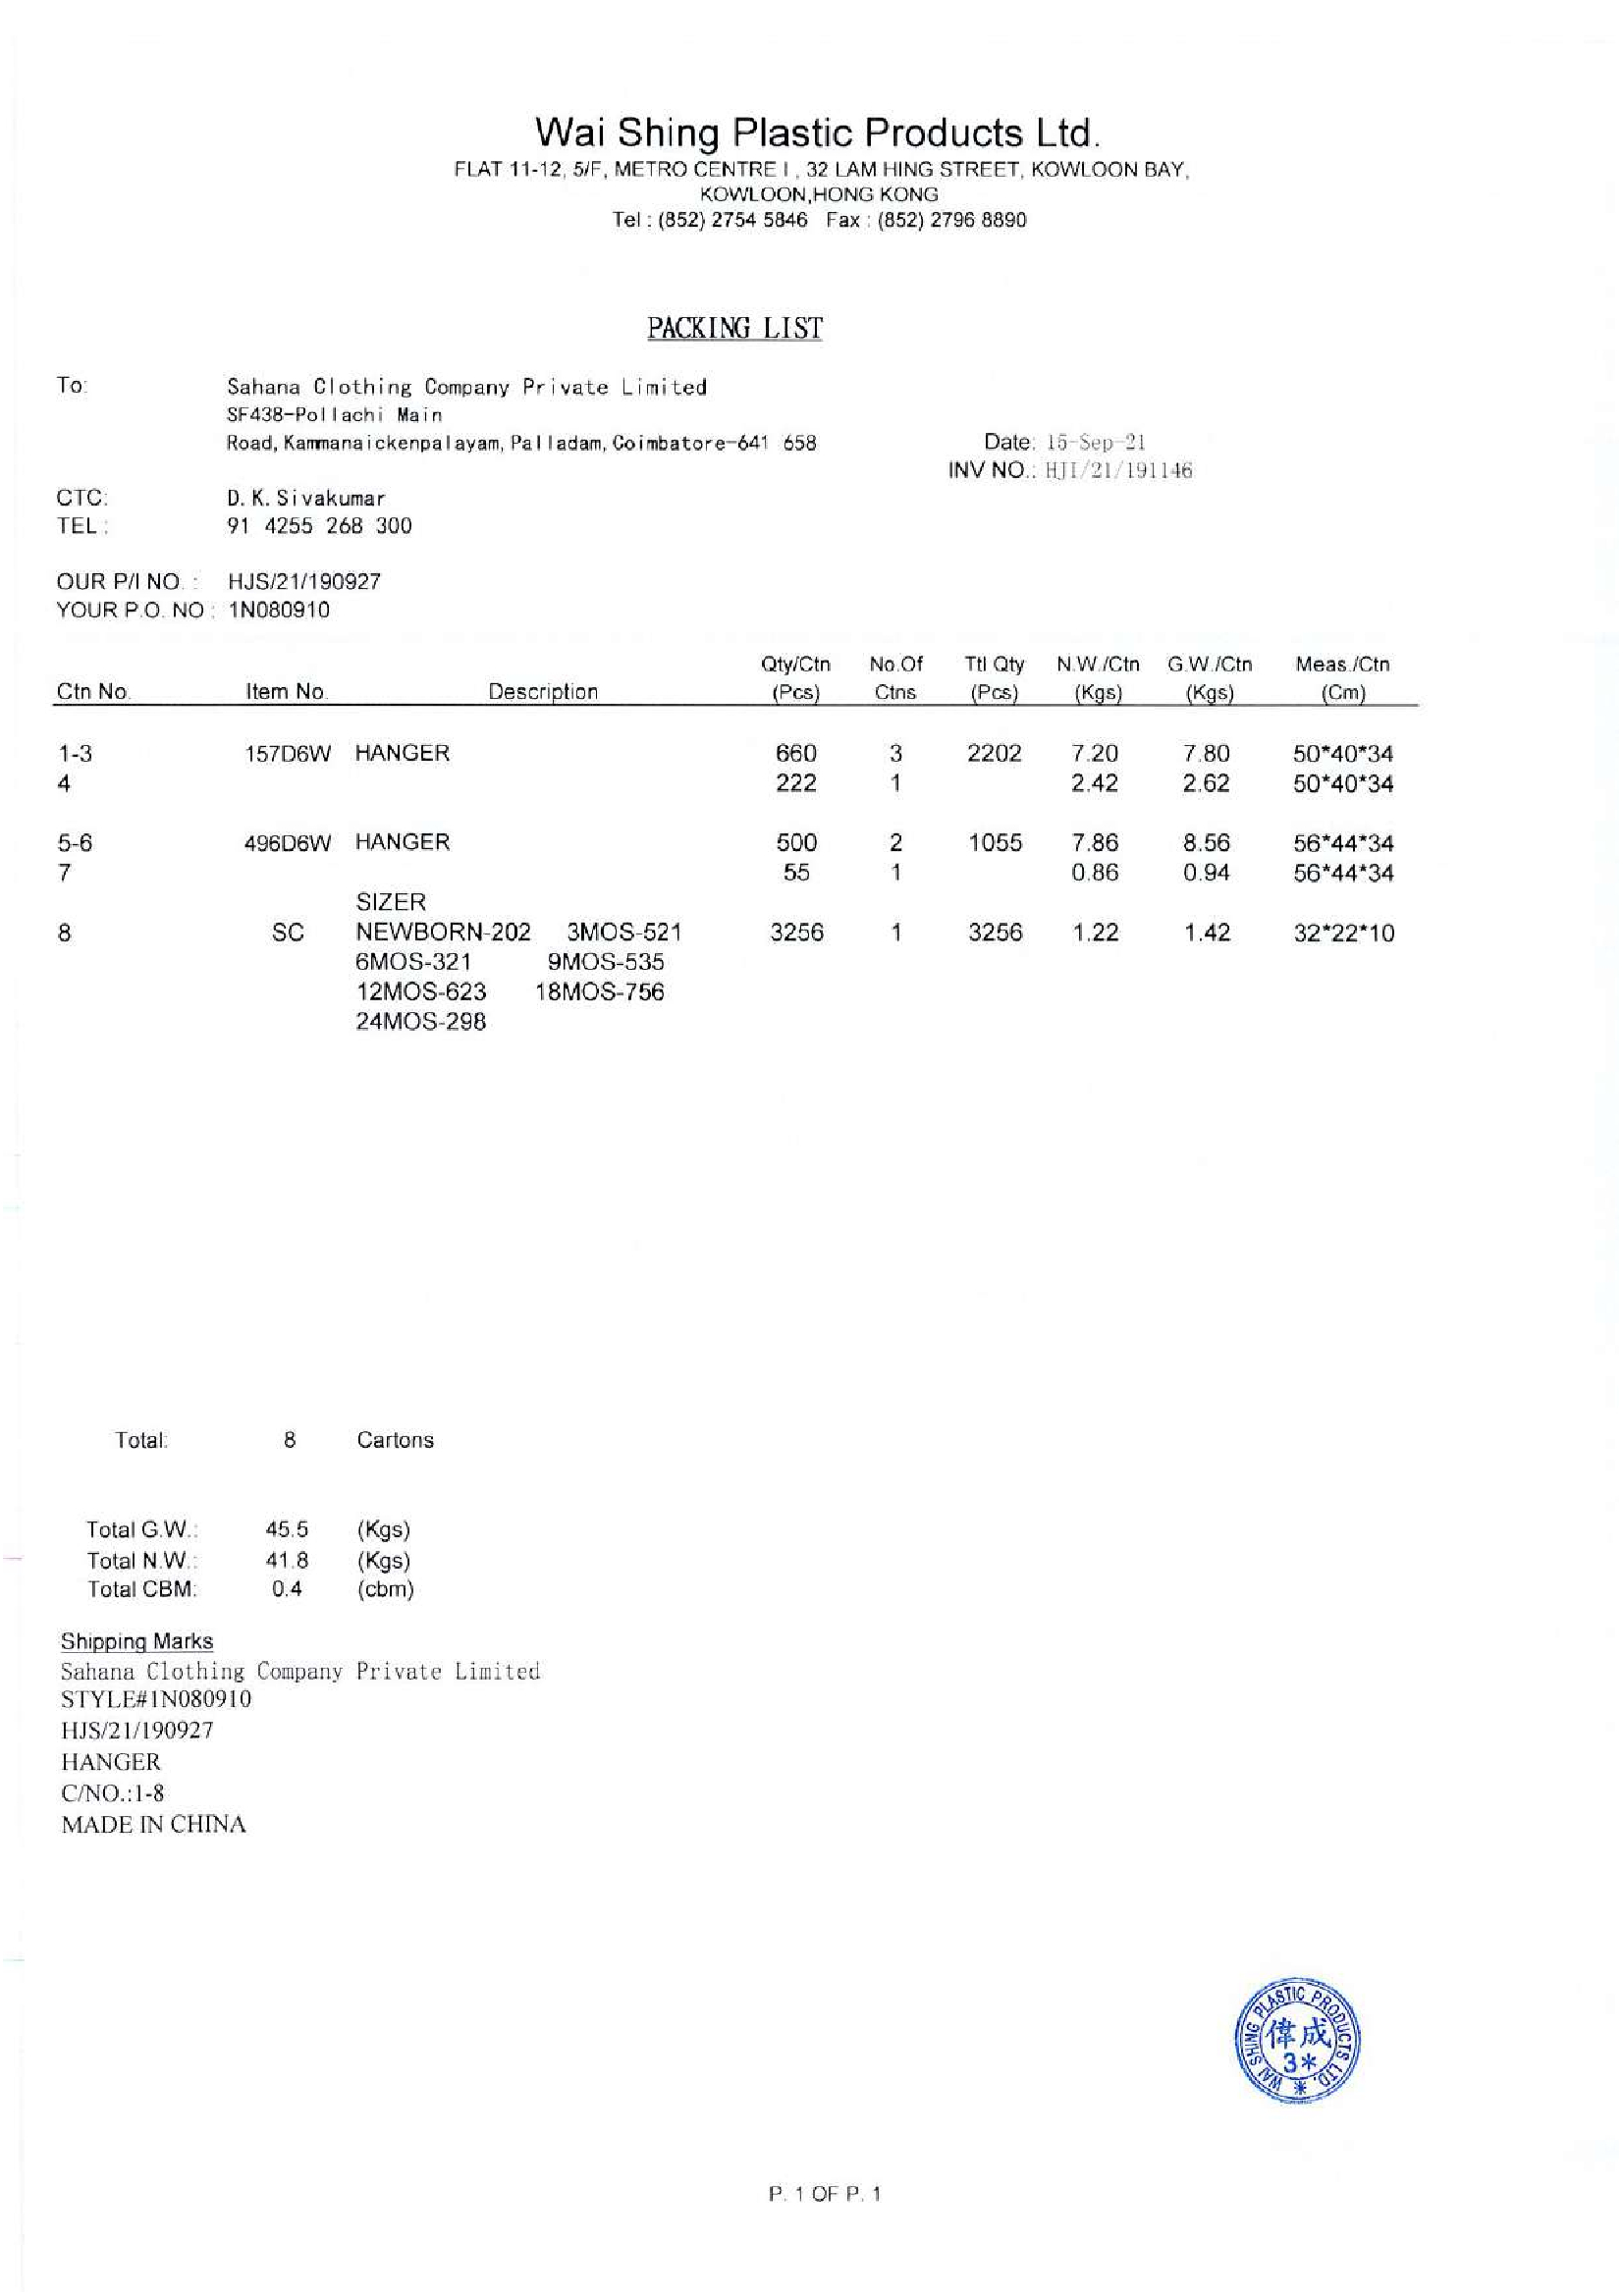 Wai Shing Plastic Products Ltd.
FLAT 11-12, 5/F, METRO CENTRE I , 32 LAM HING STREET, KOWLOON BAY,
KOWLOON,HONG KONG
Tel : (852) 2754 5846 Fax : (852) 2796 8890
PACKING LIST
To: Sahana Clothing Company Private Limited
SF438-Pollachi Main
Road, Kammanaickenpalayam, Palladam, Coimbatore-641 658 Date: 15-Sep-21
INV NO.: HJI/21/191146
CTC: D. K. Sivakumar
TEL : 91 4255 268 300
OUR P/I NO. : HJS/21/190927
YOUR P.O. NO : 1N080910
Qty/Ctn No.Of Ttl Qty N.W./Ctn G.W./Ctn Meas./Ctn
Ctn No. Item No. Description (Pcs) Ctns (Pcs) (Kgs) (Kgs) (Cm)
1-3 157D6W HANGER 660 3 2202 7.20 7.80 50*40*34
4 222 1 2.42 2.62 50*40*34
5-6 496D6W HANGER 500 2 1055 7.86 8.56 56*44*34
7 55 1 0.86 0.94 56*44*34
SIZER
8 SC NEWBORN-202 3MOS-521 3256 1 3256 1.22 1.42 32*22*10
6MOS-321 9MOS-535
12MOS-623 18MOS-756
24MOS-298
Total: 8 Cartons
Total G.W.: 45.5 (Kgs)
Total N.W.: 41.8 (Kgs)
Total CBM: 0.4 (cbm)
Shipping Marks
Sahana Clothing Company Private Limited
STYLE#1N080910
HJS/21/190927
HANGER
C/NO.:1-8
MADE IN CHINA
WAI SHING PLASTIC PRODUCTS LTD.
偉成
3*
*
P. 1 OF P. 1